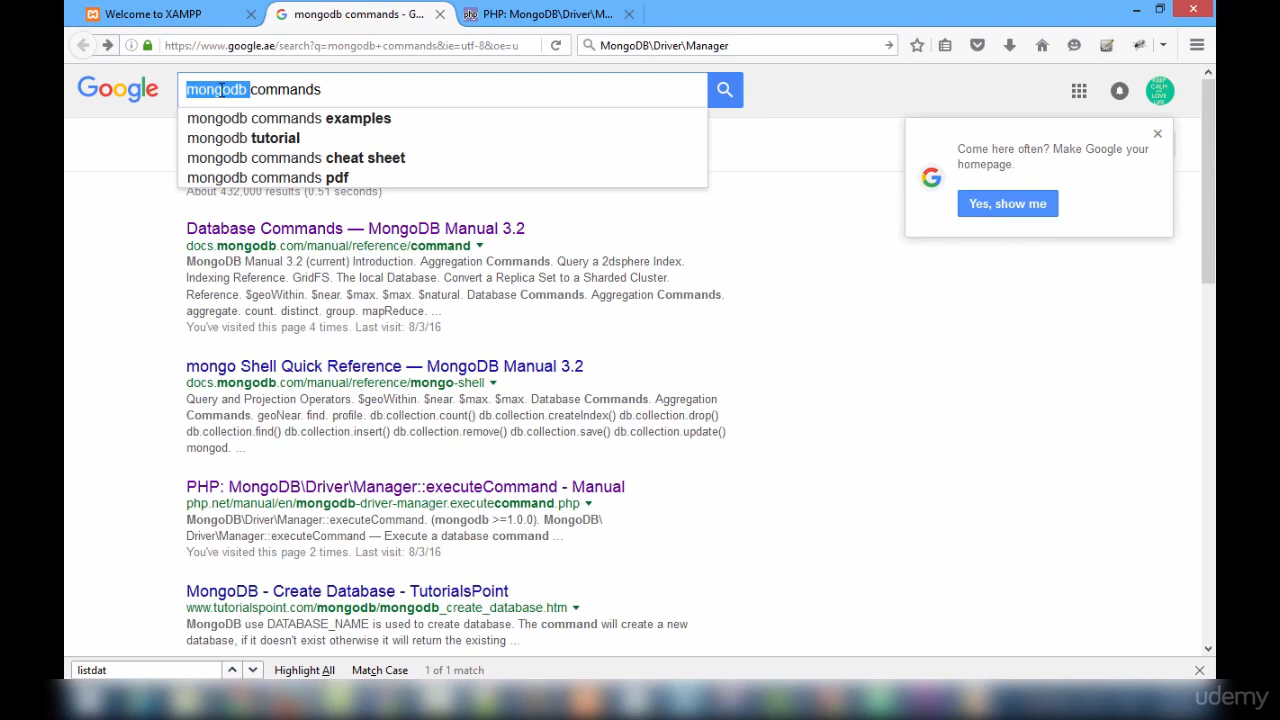 Welcome to XAMPP
mongodb commands - G...
PHP: MongoDB\Driver\M...
https://www.google.ae/search?q=mongodb+commands&ie=utf-8&oe=u
MongoDB\Driver\Manager
Google
mongodb commands
mongodb commands examples
mongodb tutorial
mongodb commands cheat sheet
mongodb commands pdf
About 432,000 results (0.51 seconds)
Come here often? Make Google your
homepage.
Yes, show me
Database Commands — MongoDB Manual 3.2
docs.mongodb.com/manual/reference/command
MongoDB Manual 3.2 (current) Introduction. Aggregation Commands. Query a 2dsphere Index.
Indexing Reference. GridFS. The local Database. Convert a Replica Set to a Sharded Cluster.
Reference. $geoWithin. $near. $max. $max. $natural. Database Commands. Aggregation Commands.
aggregate. count. distinct. group. mapReduce. ...
You've visited this page 4 times. Last visit: 8/3/16
mongo Shell Quick Reference — MongoDB Manual 3.2
docs.mongodb.com/manual/reference/mongo-shell
Query and Projection Operators. $geoWithin. $near. $max. $max. Database Commands. Aggregation
Commands. geoNear. find. profile. db.collection.count() db.collection.createIndex() db.collection.drop()
db.collection.find() db.collection.insert() db.collection.remove() db.collection.save() db.collection.update()
mongod. ...
PHP: MongoDB\Driver\Manager::executeCommand - Manual
php.net/manual/en/mongodb-driver-manager.executecommand.php
MongoDB\Driver\Manager::executeCommand. (mongodb >=1.0.0). MongoDB\
Driver\Manager::executeCommand — Execute a database command ...
You've visited this page 2 times. Last visit: 8/3/16
MongoDB - Create Database - TutorialsPoint
www.tutorialspoint.com/mongodb/mongodb_create_database.htm
MongoDB use DATABASE_NAME is used to create database. The command will create a new
database, if it doesn't exist otherwise it will return the existing ...
listdat
Highlight All
Match Case
1 of 1 match
udemy